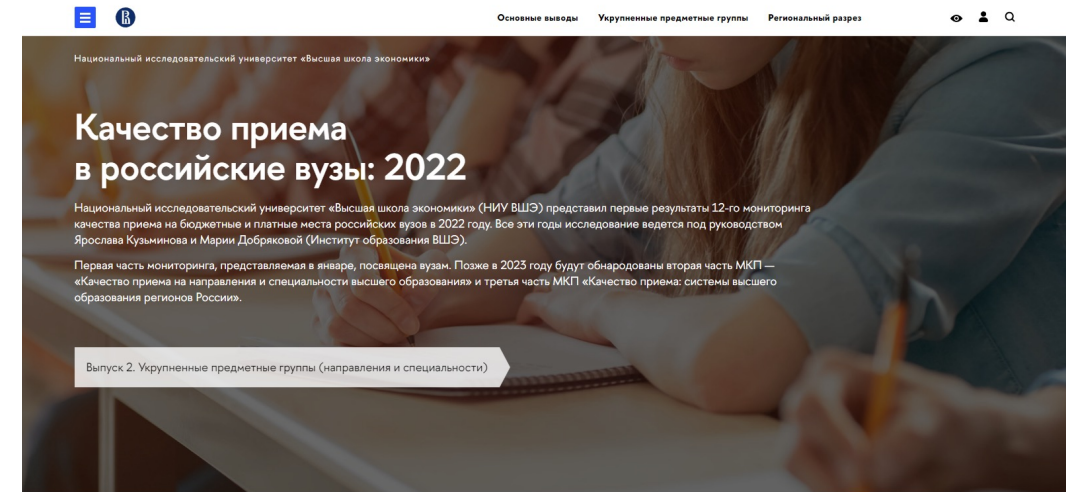 Основные выводы Укрупненные предметные группы Региональный разрез
Национальный исследовательский университет «Высшая школа экономики»
Качество приема
в российские вузы: 2022
Национальный исследовательский университет «Высшая школа экономики» (НИУ ВШЭ) представил первые результаты 12-го мониторинга
качества приема на бюджетные и платные места российских вузов в 2022 году. Все эти годы исследование ведется под руководством
Ярослава Кузьминова и Марии Добряковой (Институт образования ВШЭ).
Первая часть мониторинга, представляемая в январе, посвящена вузам. Позже в 2023 году будут обнародованы вторая часть МКП —
«Качество приема на направления и специальности высшего образования» и третья часть МКП «Качество приема: системы высшего
образования регионов России».
Выпуск 2. Укрупненные предметные группы (направления и специальности)